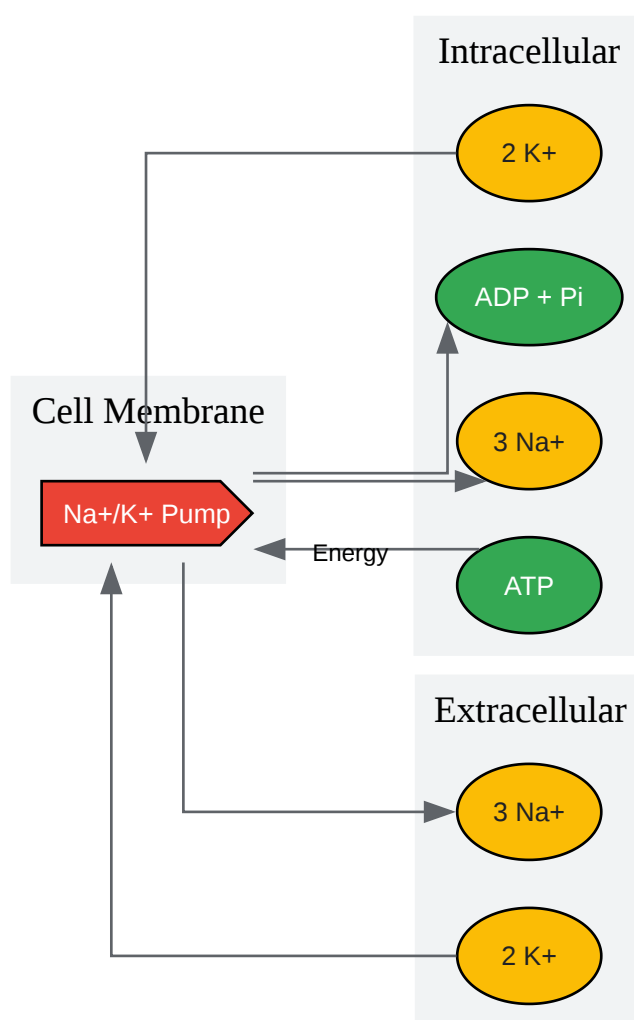 Intracellular
2 K+
ADP + Pi
Cell Membrane
3 Na+
Na+/K+ Pump
Energy
ATP
Extracellular
3 Na+
2 K+